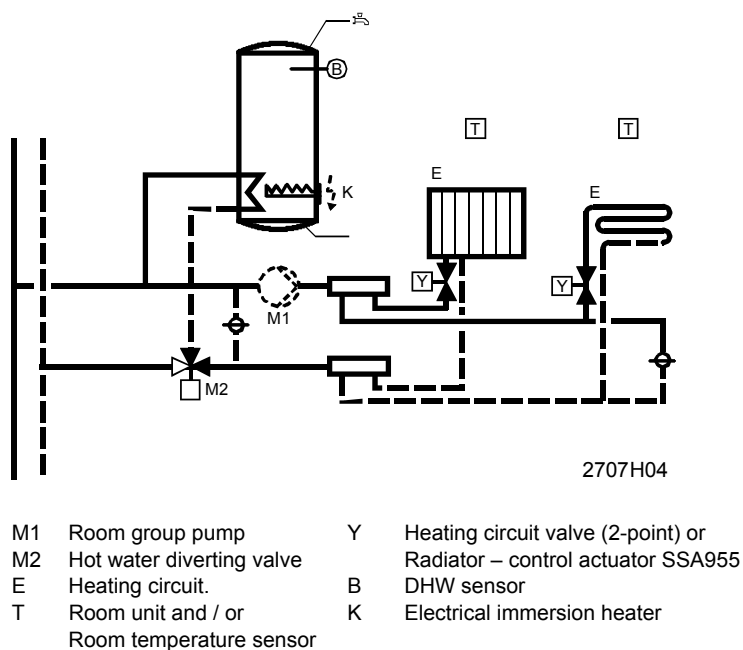 B
T
T
K
E
E
Y
Y
M1
M2
2707H04
M1 Room group pump
M2 Hot water diverting valve
E Heating circuit.
T Room unit and / or
Room temperature sensor
Y Heating circuit valve (2-point) or
Radiator – control actuator SSA955
B DHW sensor
K Electrical immersion heater